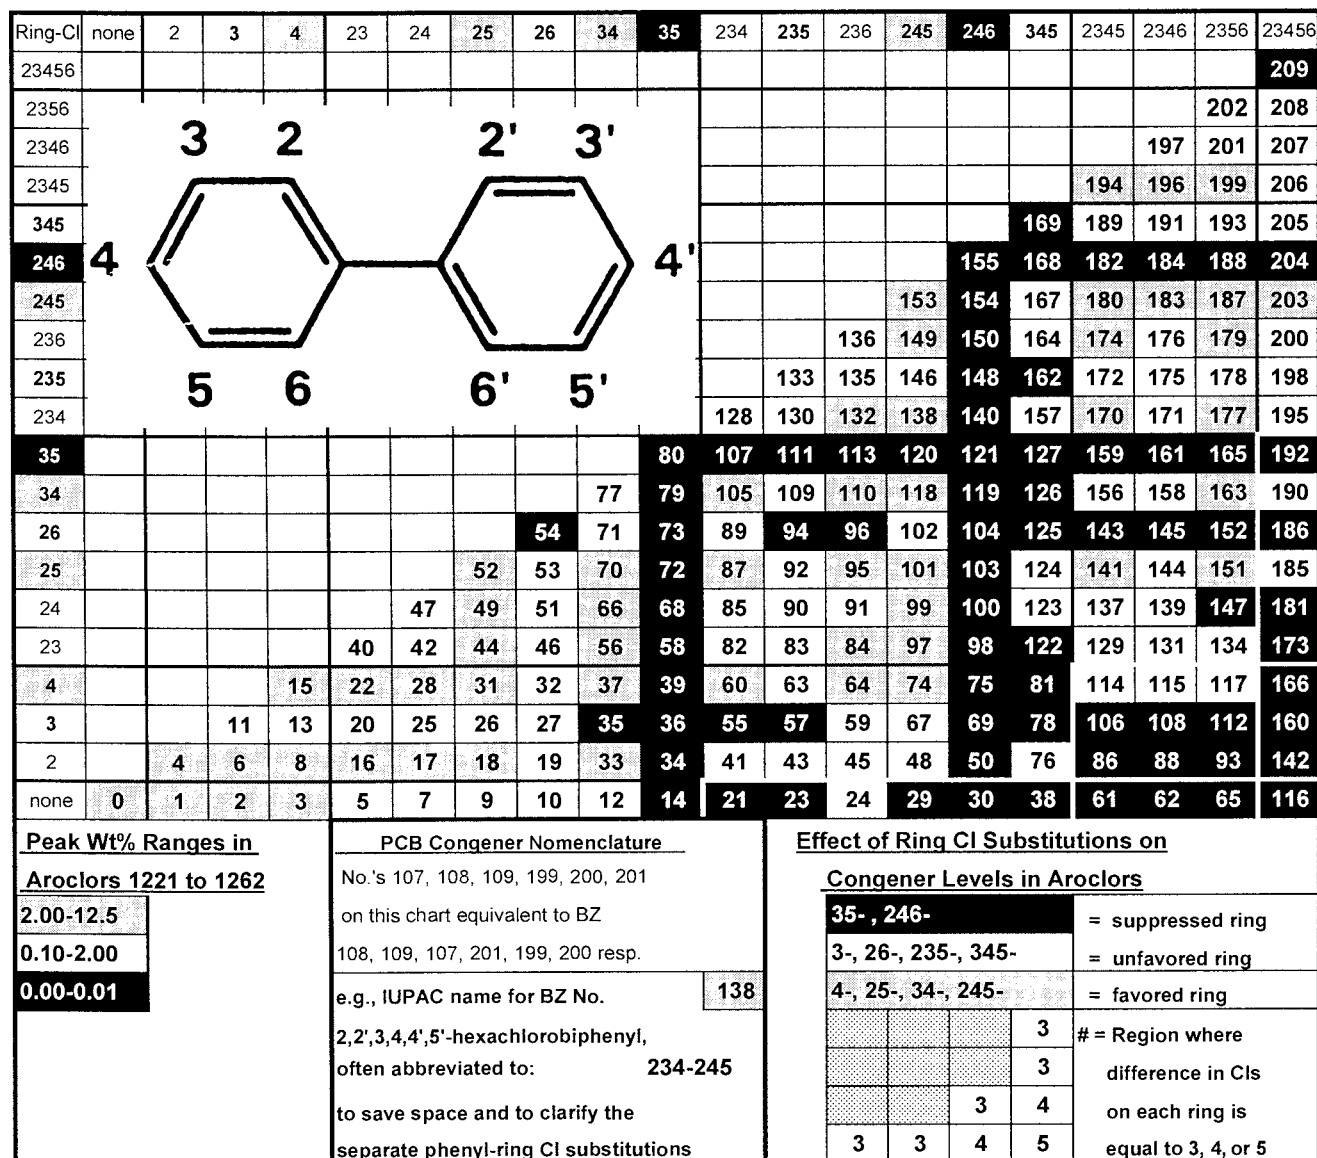 Ring-Cl none 2 3 4 23 24 25 26 34 35 234 235 236 245 246 345 2345 2346 2356 23456
23456 209
2356 202 208
2346 197 201 207
2345 194 196 199 206
345 169 189 191 193 205
246 155 168 182 184 188 204
245 153 154 167 180 183 187 203
236 136 149 150 164 174 176 179 200
235 133 135 146 148 162 172 175 178 198
234 128 130 132 138 140 157 170 171 177 195
3 2 2' 3'
4 4'
5 6 6' 5'
35 80 107 111 113 120 121 127 159 161 165 192
34 77 79 105 109 110 118 119 126 156 158 163 190
26 54 71 73 89 94 96 102 104 125 143 145 152 186
25 52 53 70 72 87 92 95 101 103 124 141 144 151 185
24 47 49 51 66 68 85 90 91 99 100 123 137 139 147 181
23 40 42 44 46 56 58 82 83 84 97 98 122 129 131 134 173
4 15 22 28 31 32 37 39 60 63 64 74 75 81 114 115 117 166
3 11 13 20 25 26 27 35 36 55 57 59 67 69 78 106 108 112 160
2 4 6 8 16 17 18 19 33 34 41 43 45 48 50 76 86 88 93 142
none 0 1 2 3 5 7 9 10 12 14 21 23 24 29 30 38 61 62 65 116
Peak Wt% Ranges in
Aroclors 1221 to 1262
2.00-12.5
0.10-2.00
0.00-0.01
PCB Congener Nomenclature
No.'s 107, 108, 109, 199, 200, 201
on this chart equivalent to BZ
108, 109, 107, 201, 199, 200 resp.
e.g., IUPAC name for BZ No. 138
2,2',3,4,4',5'-hexachlorobiphenyl,
often abbreviated to: 234-245
to save space and to clarify the
separate phenyl-ring Cl substitutions
Effect of Ring Cl Substitutions on
Congener Levels in Aroclors
35- , 246- = suppressed ring
3-, 26-, 235-, 345- = unfavored ring
4-, 25-, 34-, 245- = favored ring
3 # = Region where
3 difference in Cls
3 4 on each ring is
3 3 4 5 equal to 3, 4, or 5